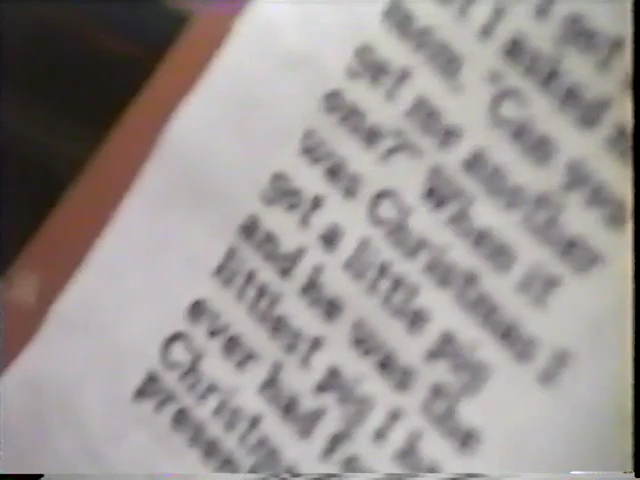 I asked
mom. "Can you
get me another
one?" When it
was Christmas I
got a little pig
and he was the
littlest pig I
ever had
Christmas